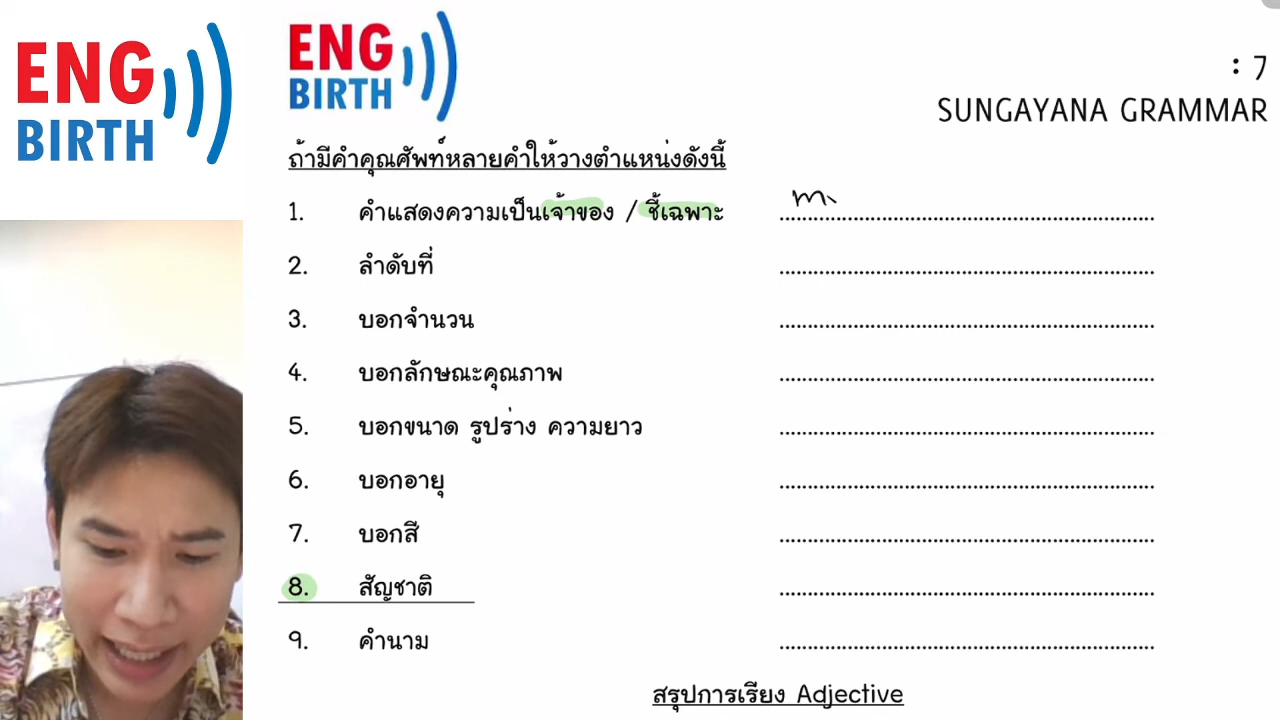 ENG
BIRTH
ENG
BIRTH
: 7
SUNGAYANA GRAMMAR
ถ้ามีคำคุณศัพท์หลายคำให้วางตำแหน่งดังนี้
1. คำแสดงความเป็นเจ้าของ / ชี้เฉพาะ
2. ลำดับที่
3. บอกจำนวน
4. บอกลักษณะคุณภาพ
5. บอกขนาด รูปร่าง ความยาว
6. บอกอายุ
7. บอกสี
8. สัญชาติ
9. คำนาม
สรุปการเรียง Adjective